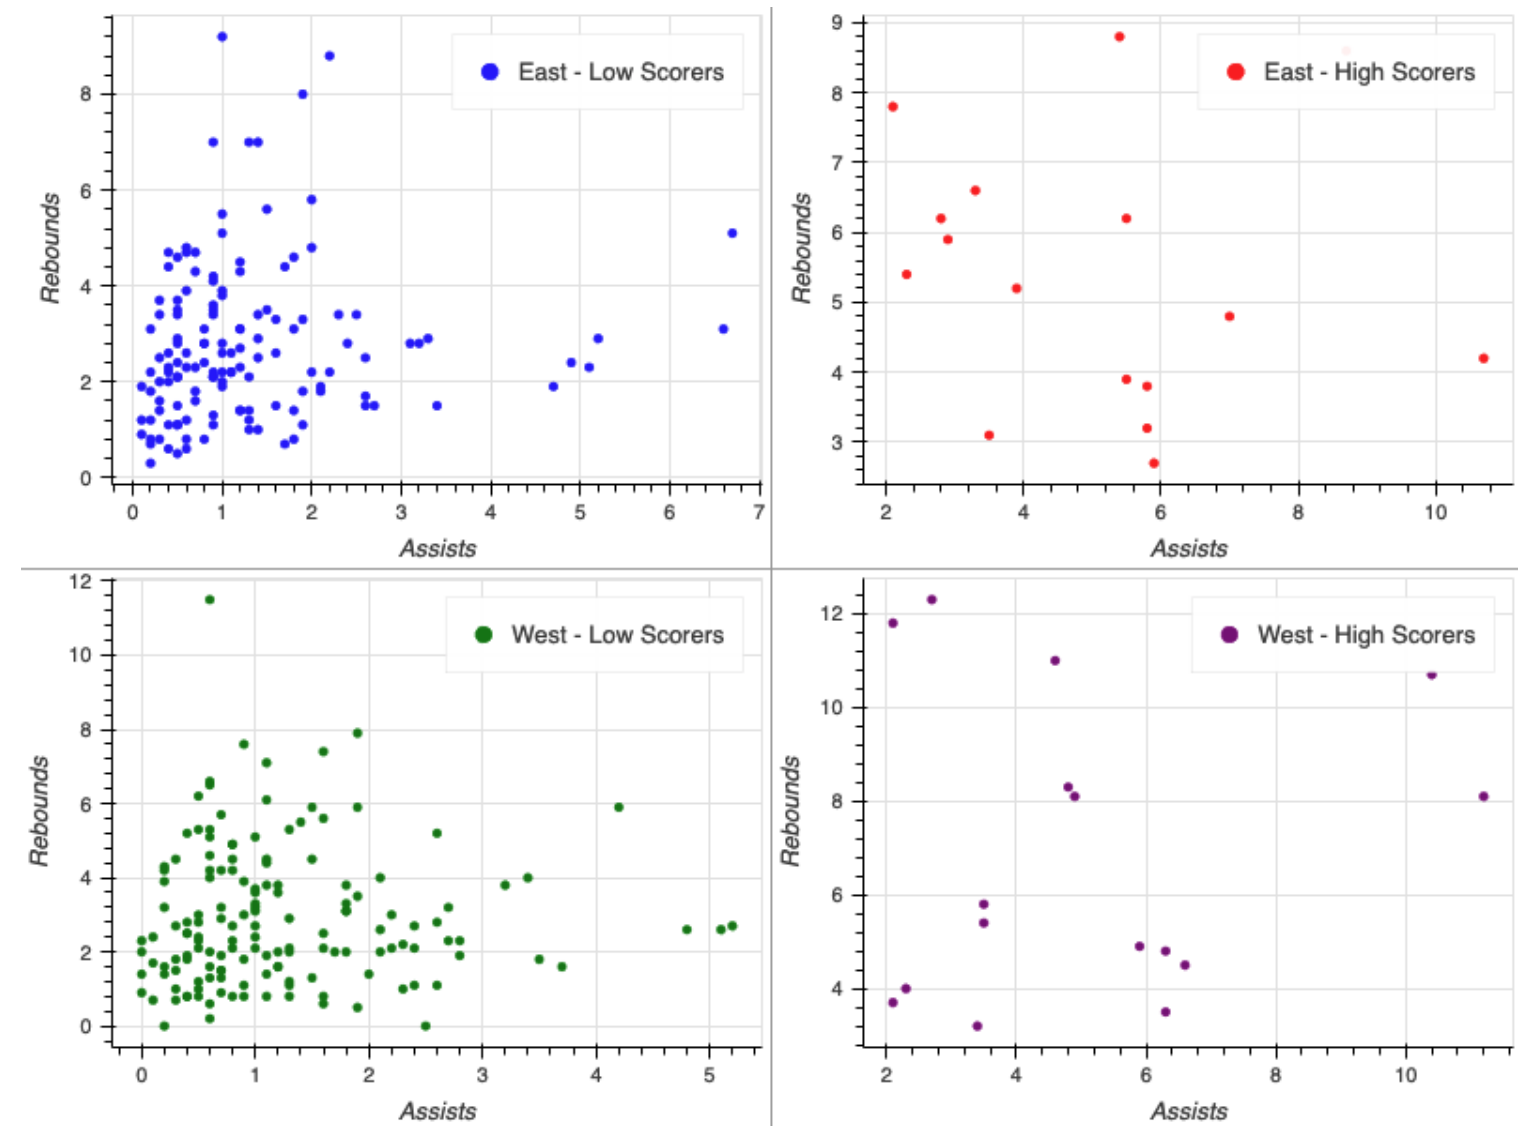 East - Low Scorers
8
6
4
2
0
Rebounds
0 1 2 3 4 5 6 7
Assists
East - High Scorers
9
8
7
6
5
4
3
Rebounds
2 4 6 8 10
Assists
West - Low Scorers
12
10
8
6
4
2
0
Rebounds
0 1 2 3 4 5
Assists
West - High Scorers
12
10
8
6
4
Rebounds
2 4 6 8 10
Assists